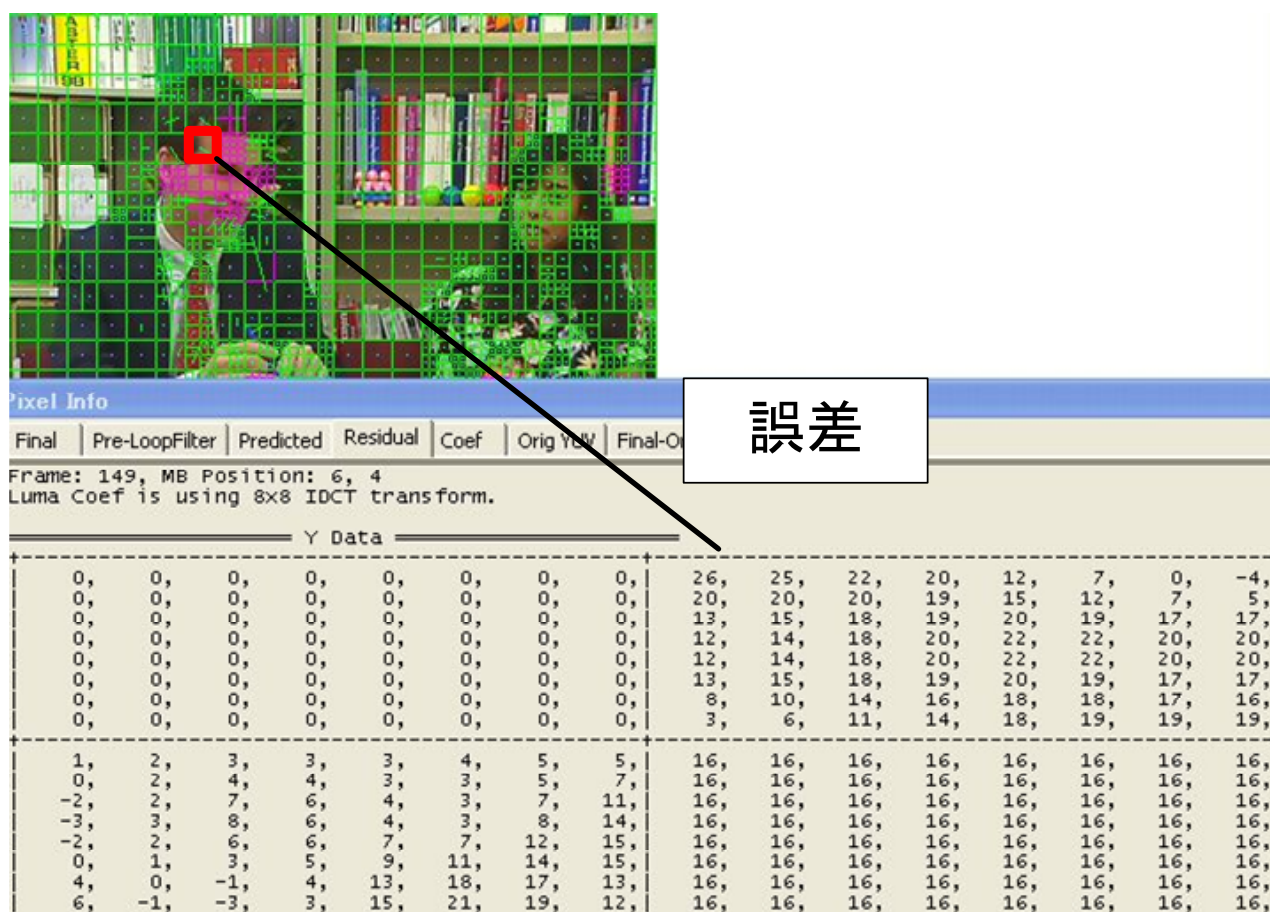 98
誤差
Pixel Info
Final Pre-LoopFilter Predicted Residual Coef Orig YUV Final-Or
Frame: 149, MB Position: 6, 4
Luma Coef is using 8x8 IDCT transform.
Y Data
0, 0, 0, 0, 0, 0, 0, 0, 26, 25, 22, 20, 12, 7, 0, -4,
0, 0, 0, 0, 0, 0, 0, 0, 20, 20, 20, 19, 15, 12, 7, 5,
0, 0, 0, 0, 0, 0, 0, 0, 13, 15, 18, 19, 20, 19, 17, 17,
0, 0, 0, 0, 0, 0, 0, 0, 12, 14, 18, 20, 22, 22, 20, 20,
0, 0, 0, 0, 0, 0, 0, 0, 12, 14, 18, 20, 22, 22, 20, 20,
0, 0, 0, 0, 0, 0, 0, 0, 13, 15, 18, 19, 20, 19, 17, 17,
0, 0, 0, 0, 0, 0, 0, 0, 8, 10, 14, 16, 18, 18, 17, 16,
0, 0, 0, 0, 0, 0, 0, 0, 3, 6, 11, 14, 18, 19, 19, 19,
1, 2, 3, 3, 3, 4, 5, 5, 16, 16, 16, 16, 16, 16, 16, 16,
0, 2, 4, 4, 3, 3, 5, 7, 16, 16, 16, 16, 16, 16, 16, 16,
-2, 2, 7, 6, 4, 3, 7, 11, 16, 16, 16, 16, 16, 16, 16, 16,
-3, 3, 8, 6, 4, 3, 8, 14, 16, 16, 16, 16, 16, 16, 16, 16,
-2, 2, 6, 6, 7, 7, 12, 15, 16, 16, 16, 16, 16, 16, 16, 16,
0, 1, 3, 5, 9, 11, 14, 15, 16, 16, 16, 16, 16, 16, 16, 16,
4, 0, -1, 4, 13, 18, 17, 13, 16, 16, 16, 16, 16, 16, 16, 16,
6, -1, -3, 3, 15, 21, 19, 12, 16, 16, 16, 16, 16, 16, 16, 16,